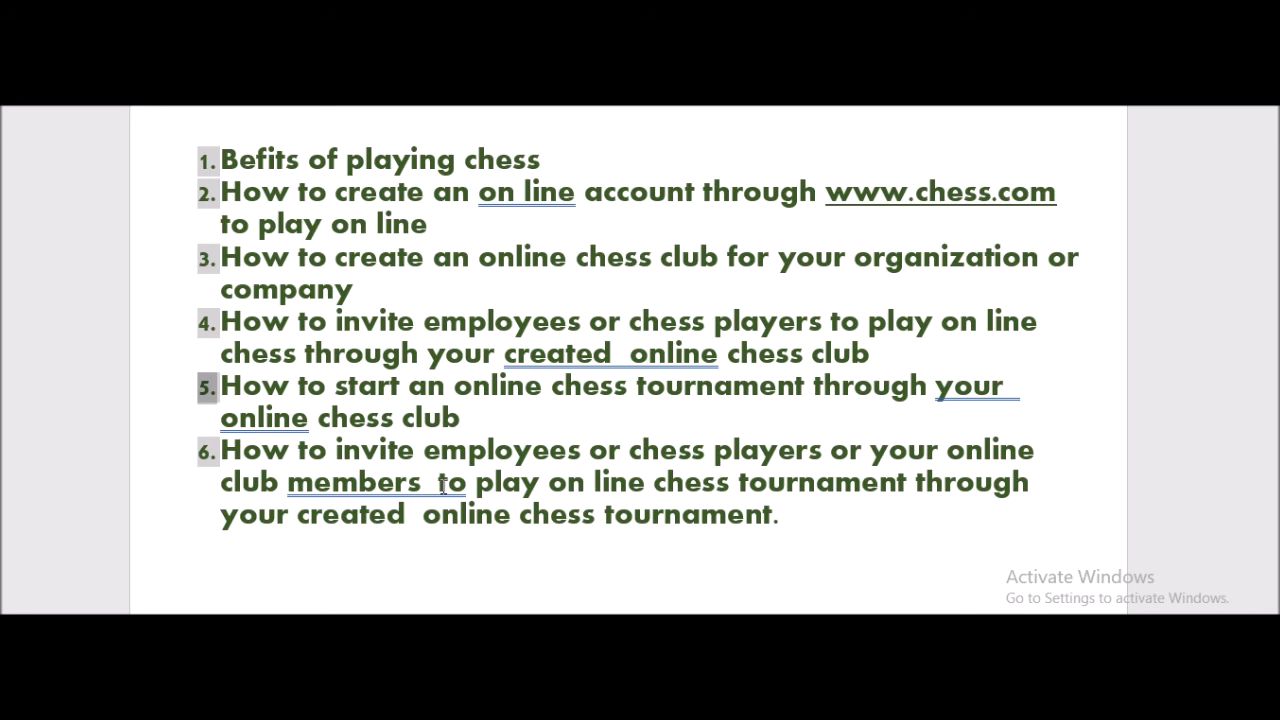 1. Befits of playing chess
2. How to create an on line account through www.chess.com
to play on line
3. How to create an online chess club for your organization or
company
4. How to invite employees or chess players to play on line
chess through your created  online chess club
5. How to start an online chess tournament through your
online chess club
6. How to invite employees or chess players or your online
club members  to play on line chess tournament through
your created  online chess tournament.
Activate Windows
Go to Settings to activate Windows.